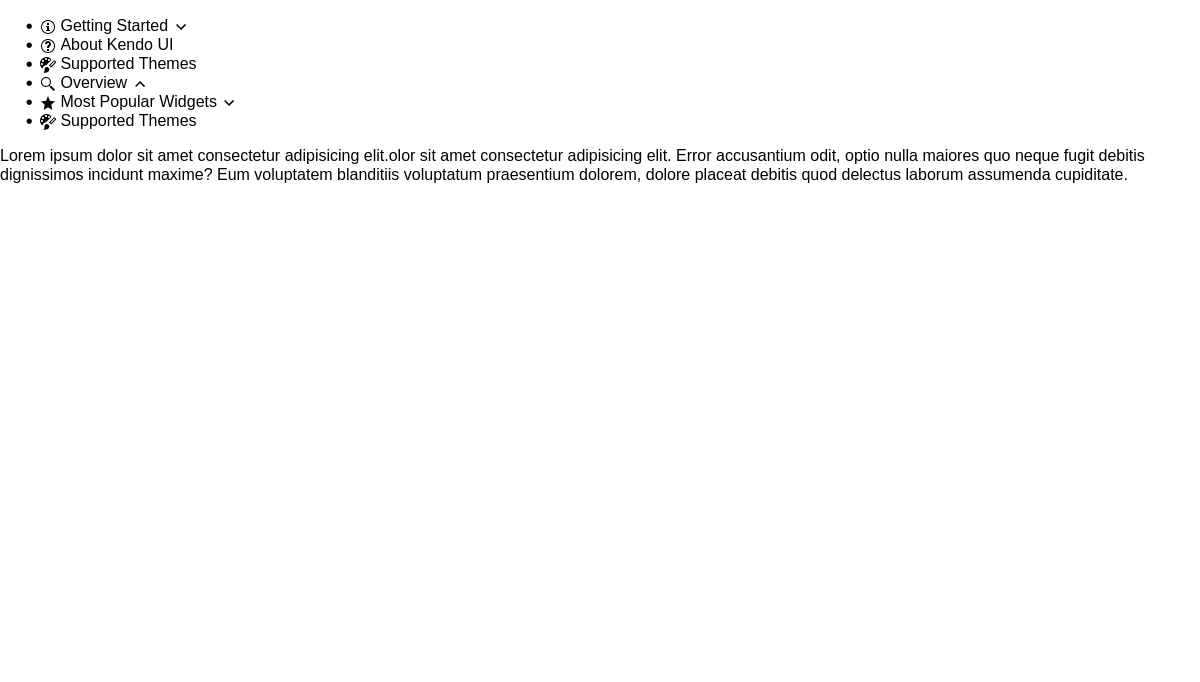 Getting Started
About Kendo UI
Supported Themes
Overview
Most Popular Widgets
Supported Themes
Lorem ipsum dolor sit amet consectetur adipisicing elit.olor sit amet consectetur adipisicing elit. Error accusantium odit, optio nulla maiores quo neque fugit debitis
dignissimos incidunt maxime? Eum voluptatem blanditiis voluptatum praesentium dolorem, dolore placeat debitis quod delectus laborum assumenda cupiditate.